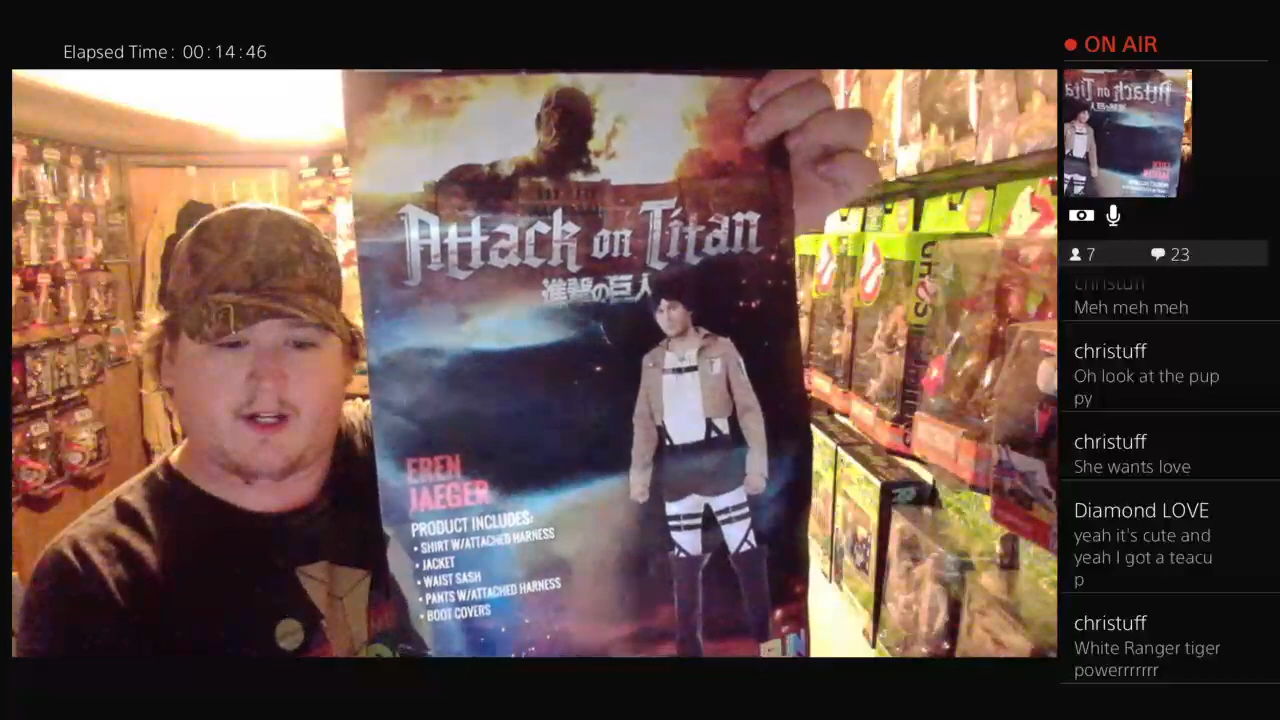 Elapsed Time: 00:14:46
ON AIR
Attack on Titan
進撃の巨人
EREN
JAEGER
PRODUCT INCLUDES:
• SHIRT W/ATTACHED HARNESS
• JACKET
• WAIST SASH
• PANTS W/ATTACHED HARNESS
• BOOT COVERS
7
23
christuff
Meh meh meh
christuff
Oh look at the pup
py
christuff
She wants love
Diamond LOVE
yeah it's cute and
yeah I got a teacu
p
christuff
White Ranger tiger
powerrrrrrr